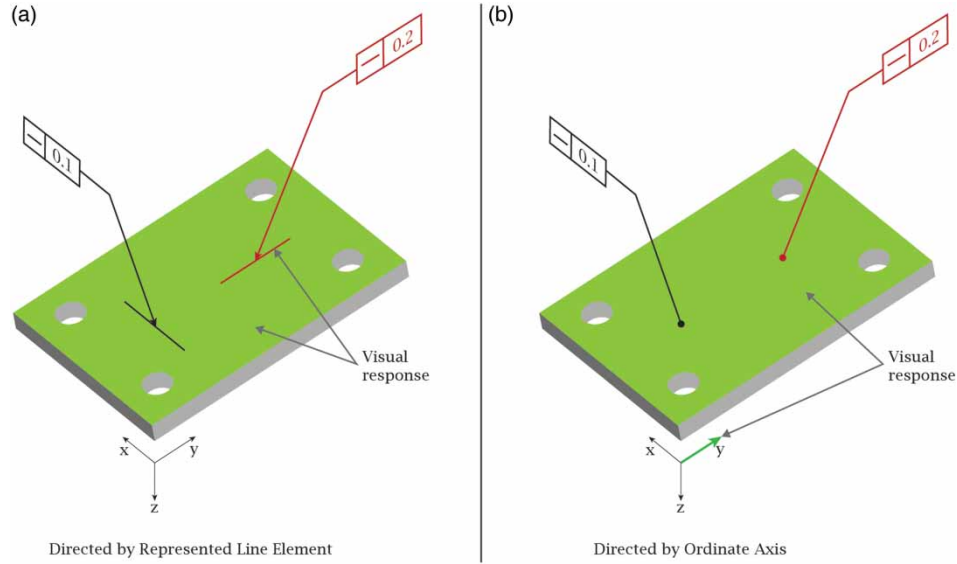 (a)
0.2
0.1
Visual
response
x
y
z
Directed by Represented Line Element
(b)
0.2
0.1
Visual
response
x
y
z
Directed by Ordinate Axis